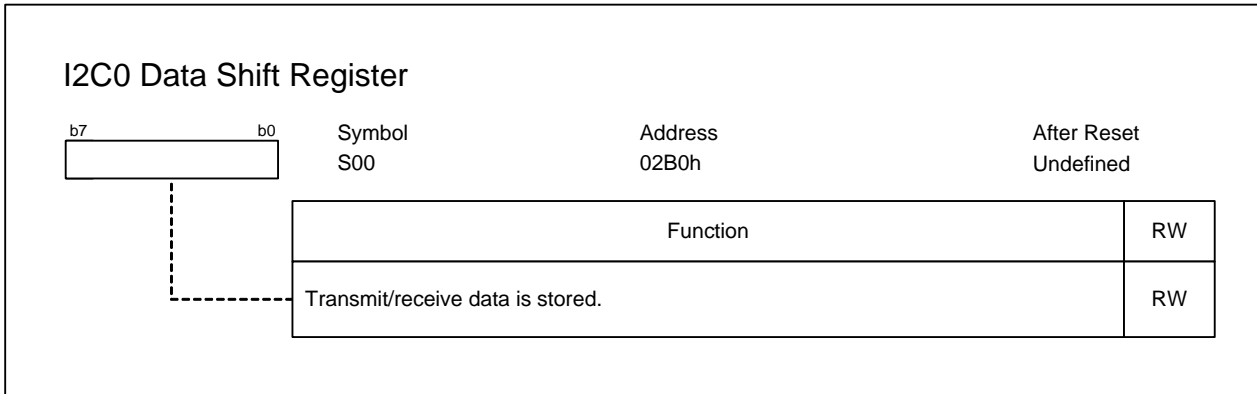 I2C0 Data Shift Register
b7 b0 Symbol Address After Reset
S00 02B0h Undefined
Function RW
Transmit/receive data is stored. RW